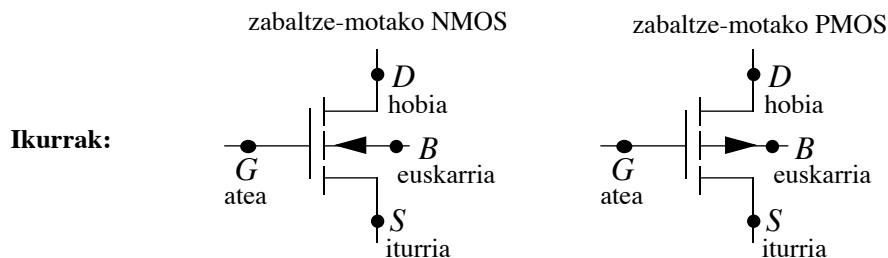 zabaltze-motako NMOS
zabaltze-motako PMOS
Ikurrak:
D
hobia
G
atea
B
euskarria
S
iturria
D
hobia
G
atea
B
euskarria
S
iturria